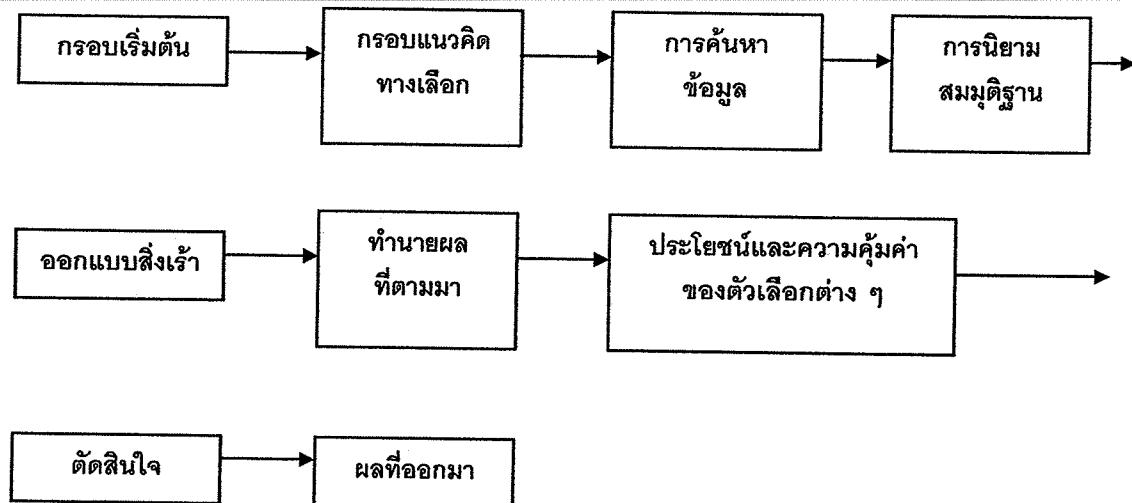 กรอบเริ่มต้น
กรอบแนวคิด
ทางเลือก
การค้นหา
ข้อมูล
การนิยาม
สมมุติฐาน
ออกแบบสิ่งเร้า
ทำนายผล
ที่ตามมา
ประโยชน์และความคุ้มค่า
ของตัวเลือกต่าง ๆ
ตัดสินใจ
ผลที่ออกมา